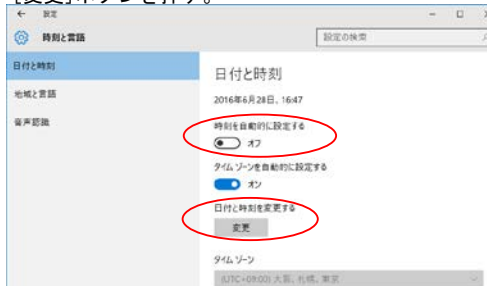 [変更]ボタンを押す。
← 設定
時刻と言語
設定の検索
日付と時刻
地域と言語
音声認識
日付と時刻
2016年6月28日、16:47
時刻を自動的に設定する
オフ
タイム ゾーンを自動的に設定する
オン
日付と時刻を変更する
変更
タイム ゾーン
(UTC+09:00) 大阪、札幌、東京